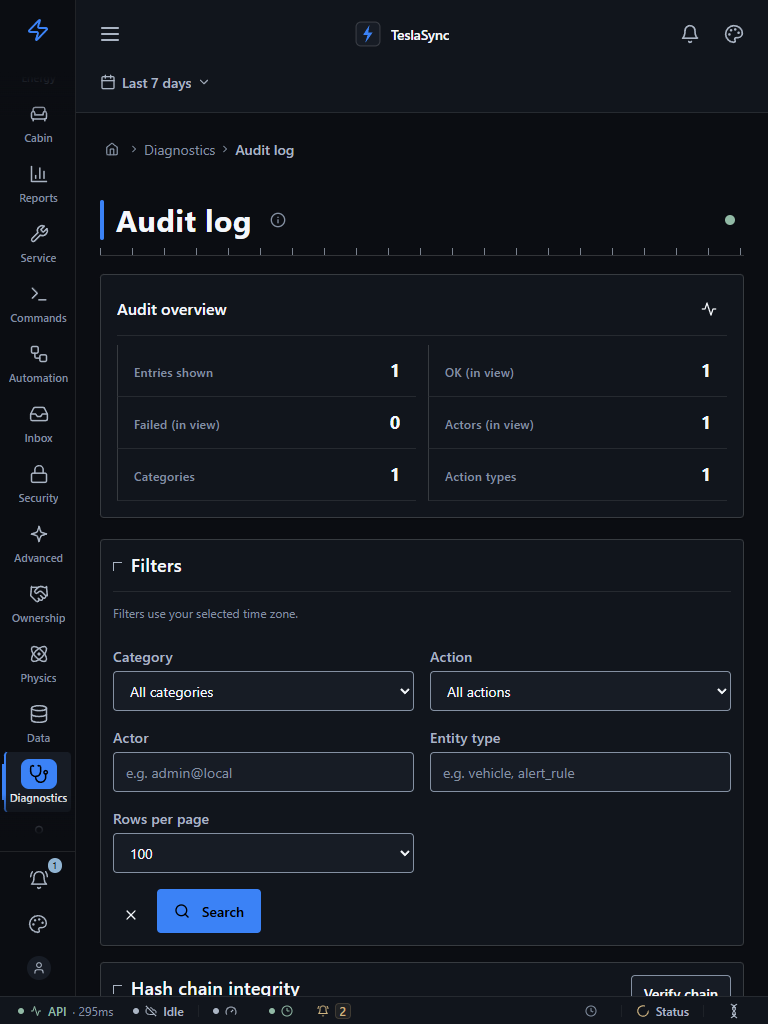 TeslaSync
Last 7 days
Cabin
Reports
Service
Commands
Automation
Inbox
Security
Advanced
Ownership
Physics
Data
Diagnostics
1
Diagnostics
Audit log
Audit log
Audit overview
Entries shown 1
OK (in view) 1
Failed (in view) 0
Actors (in view) 1
Categories 1
Action types 1
Filters
Filters use your selected time zone.
Category
Action
All categories
All actions
Actor
Entity type
e.g. admin@local
e.g. vehicle, alert_rule
Rows per page
100
Search
Hash chain integrity
Verify chain
API · 295ms
Idle
2
Status